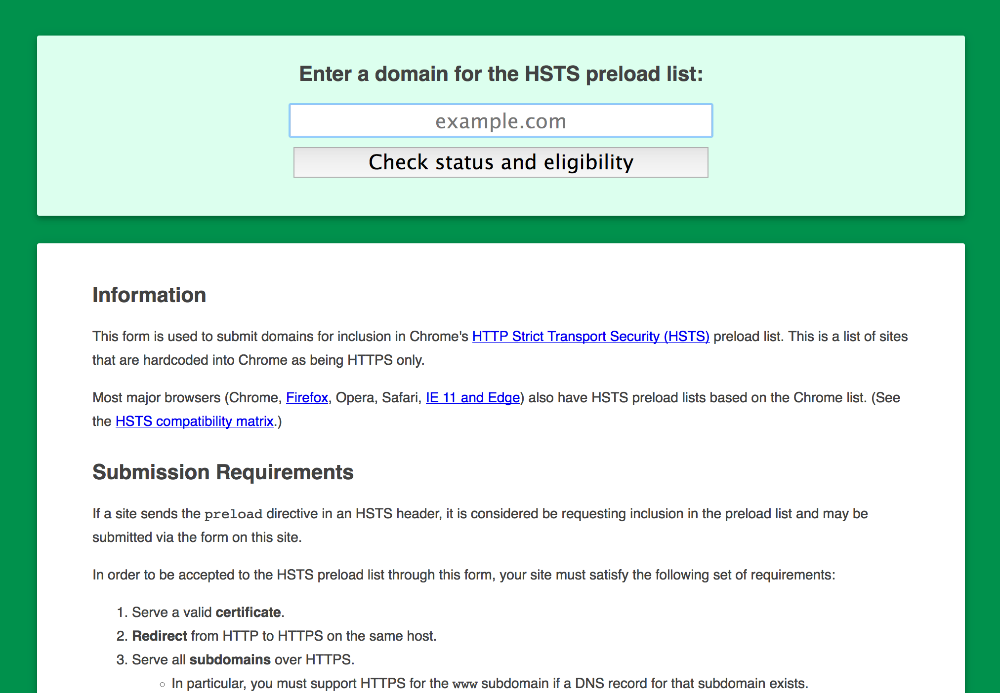 Enter a domain for the HSTS preload list:
example.com
Check status and eligibility
Information
This form is used to submit domains for inclusion in Chrome's HTTP Strict Transport Security (HSTS) preload list. This is a list of sites
that are hardcoded into Chrome as being HTTPS only.
Most major browsers (Chrome, Firefox, Opera, Safari, IE 11 and Edge) also have HSTS preload lists based on the Chrome list. (See
the HSTS compatibility matrix.)
Submission Requirements
If a site sends the preload directive in an HSTS header, it is considered be requesting inclusion in the preload list and may be
submitted via the form on this site.
In order to be accepted to the HSTS preload list through this form, your site must satisfy the following set of requirements:
1. Serve a valid certificate.
2. Redirect from HTTP to HTTPS on the same host.
3. Serve all subdomains over HTTPS.
◦ In particular, you must support HTTPS for the www subdomain if a DNS record for that subdomain exists.